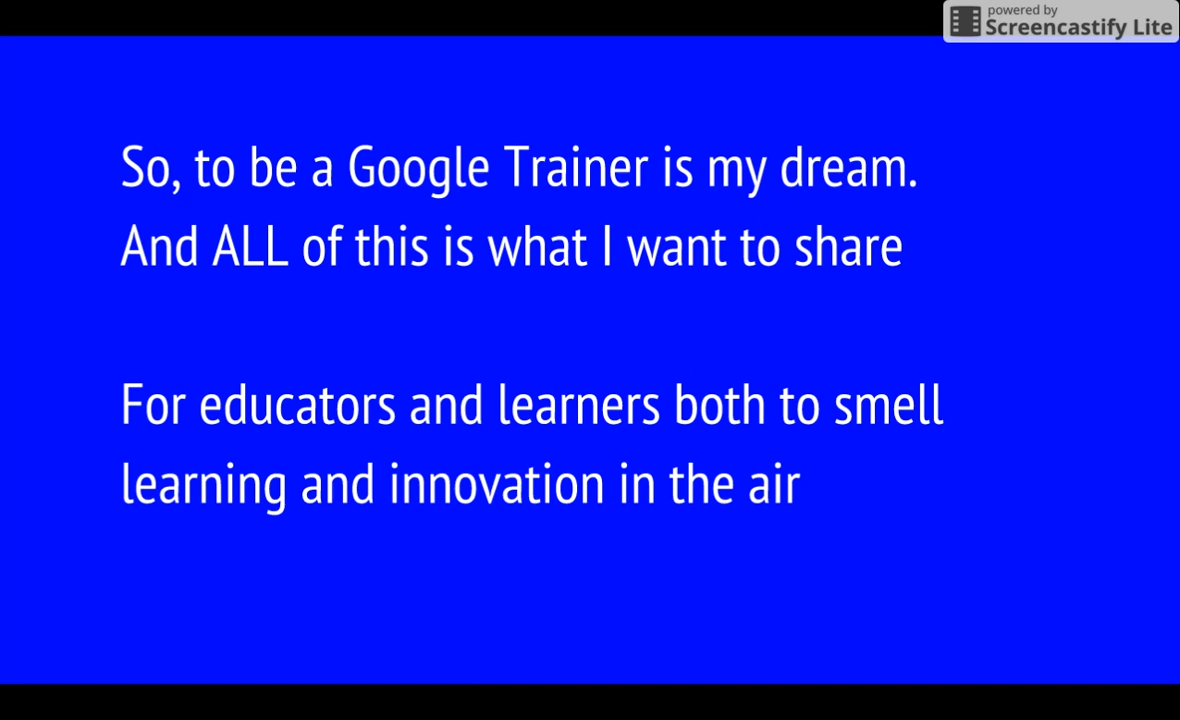 powered by
Screencastify Lite
So, to be a Google Trainer is my dream.
And ALL of this is what I want to share
For educators and learners both to smell
learning and innovation in the air